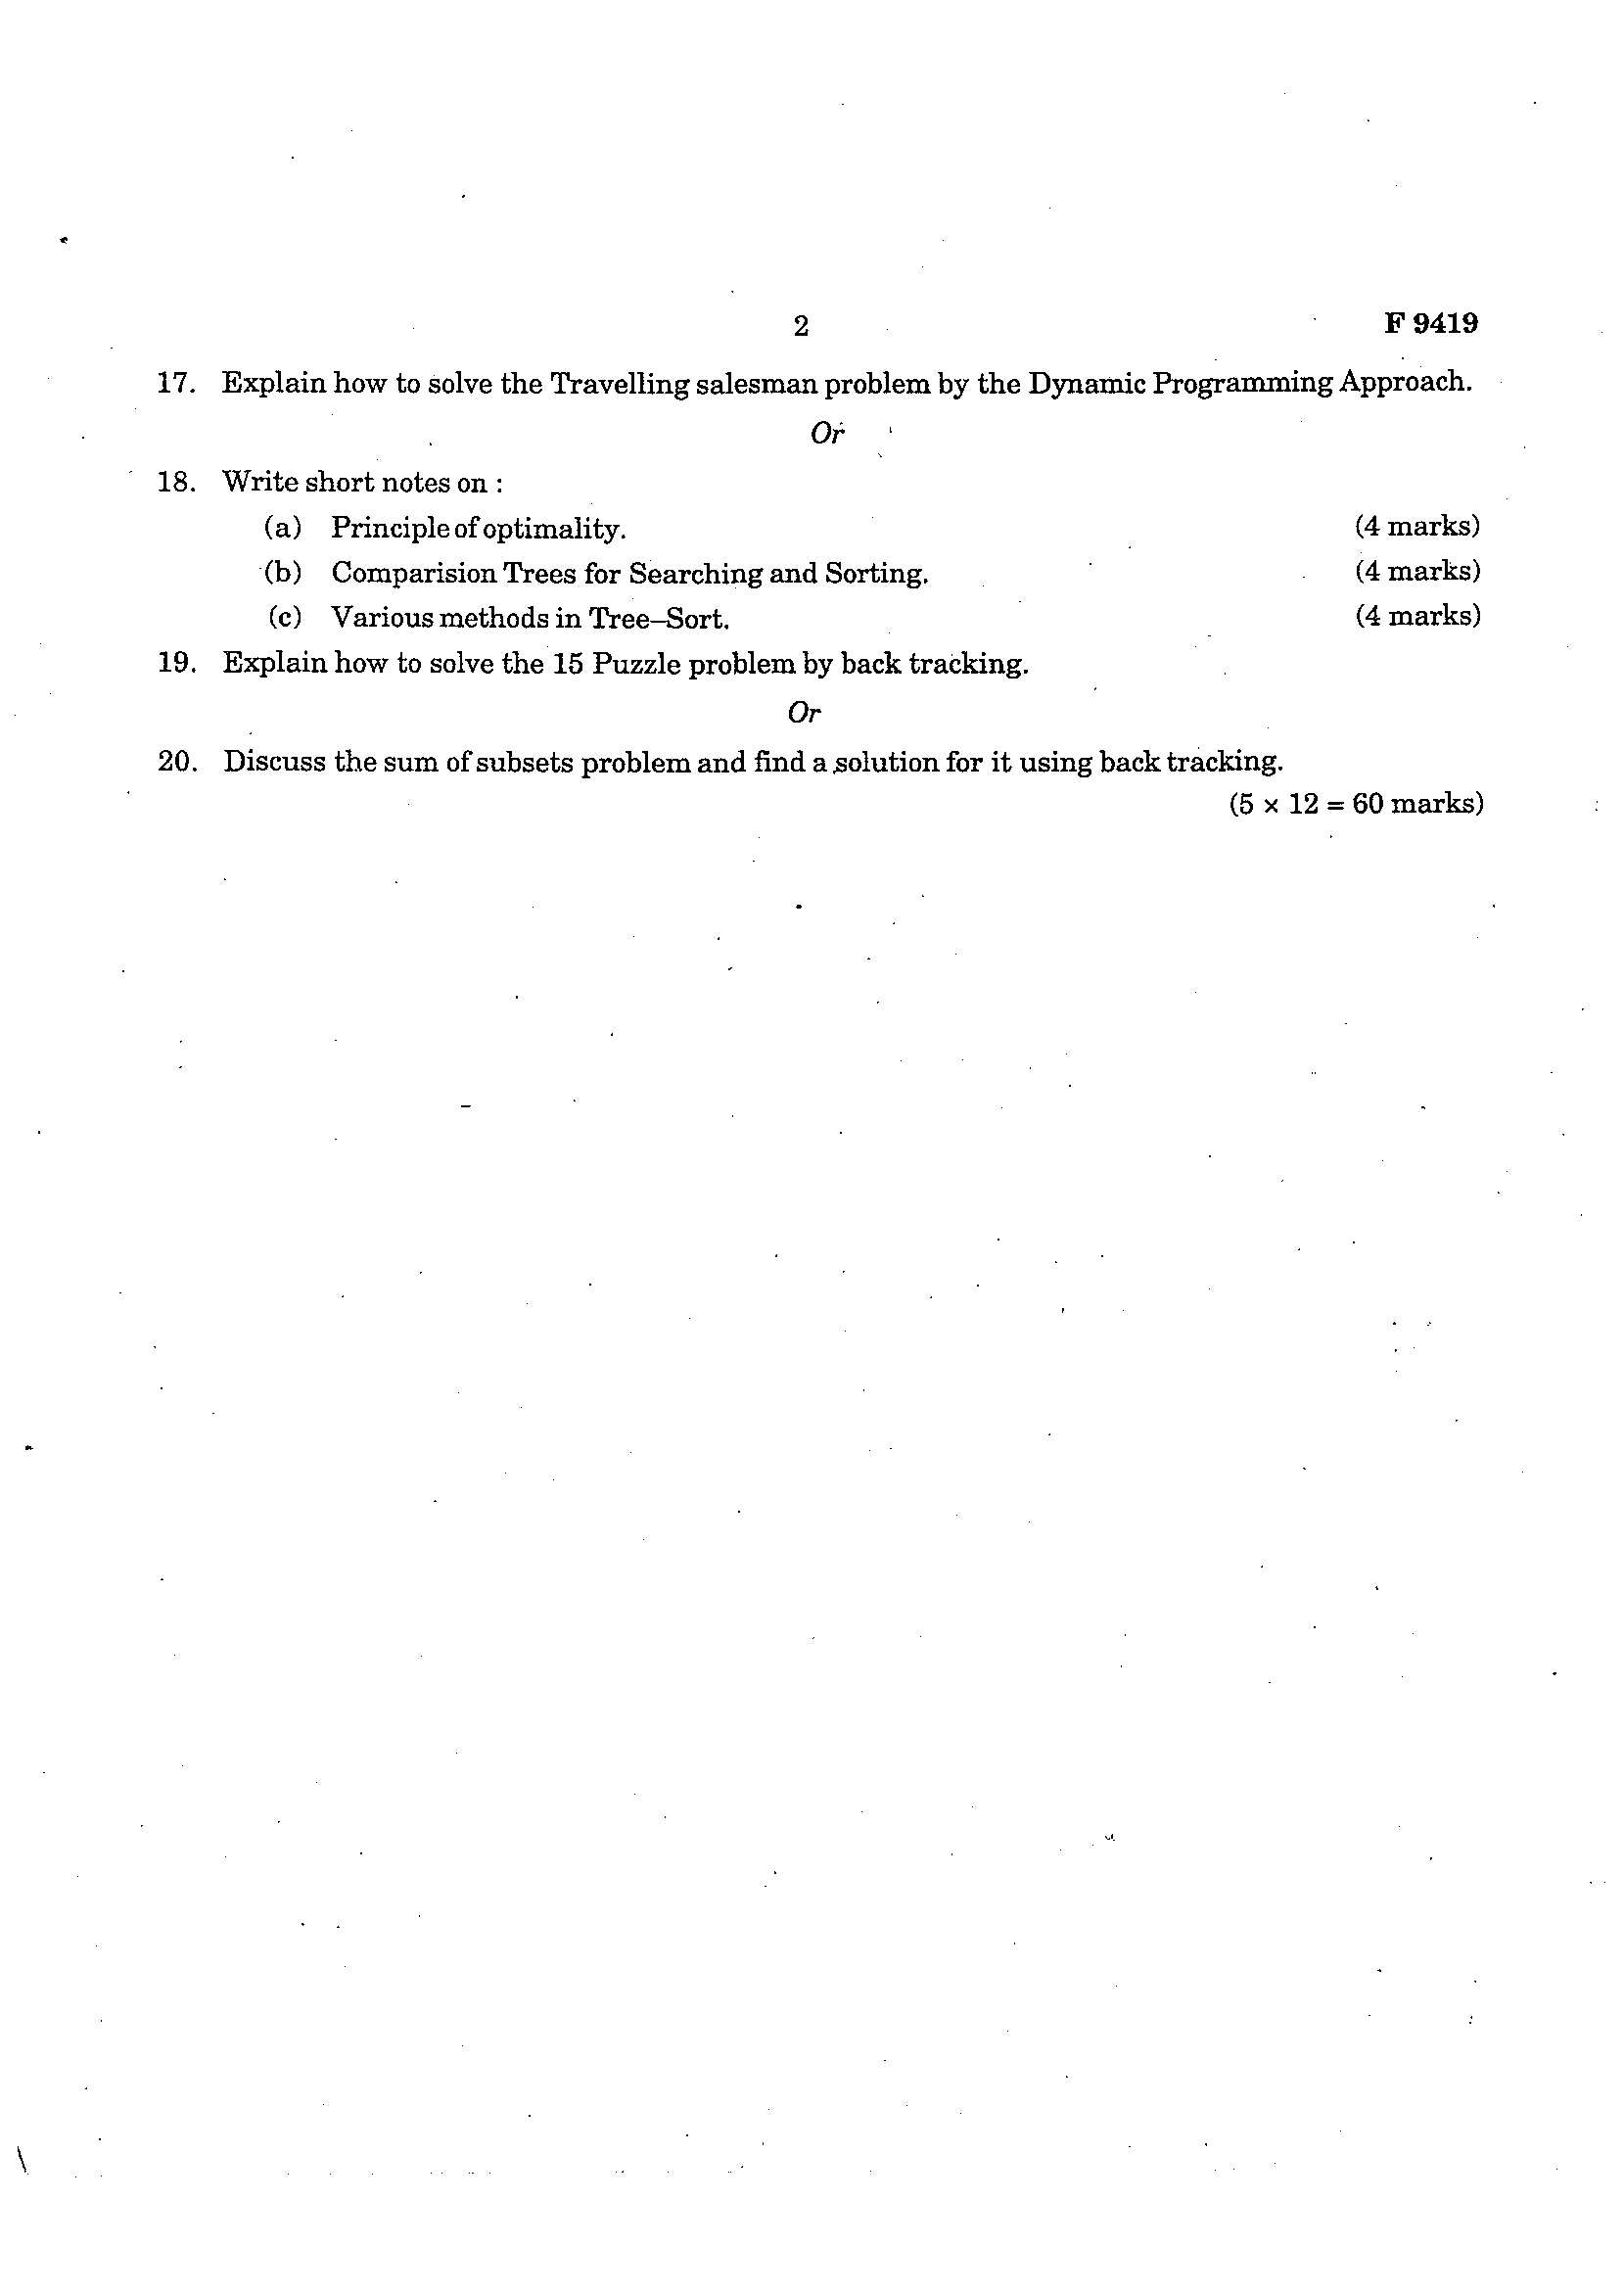 2 F 9419
17. Explain how to solve the Travelling salesman problem by the Dynamic Programming Approach.
Or
18. Write short notes on :
(a) Principle of optimality. (4 marks)
(b) Comparision Trees for Searching and Sorting. (4 marks)
(c) Various methods in Tree–Sort. (4 marks)
19. Explain how to solve the 15 Puzzle problem by back tracking.
Or
20. Discuss the sum of subsets problem and find a solution for it using back tracking.
(5 × 12 = 60 marks)